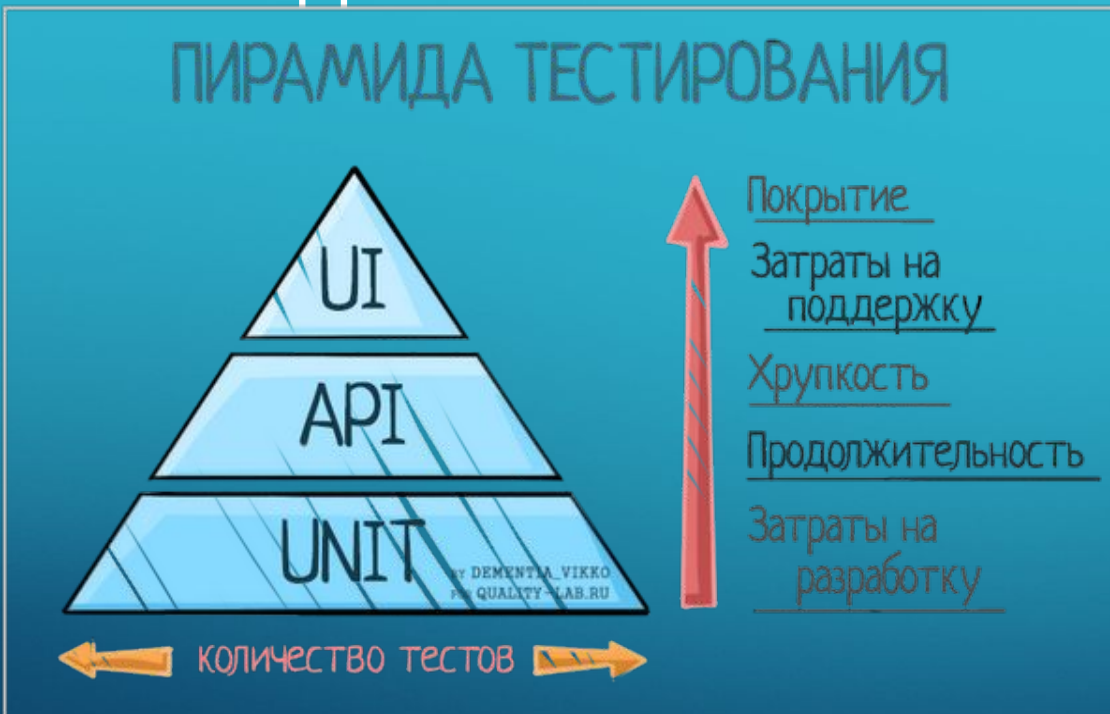 ПИРАМИДА ТЕСТИРОВАНИЯ
UI
API
UNIT
BY DEMENTIA_VIKKO
FOR QUALITY-LAB.RU
КОЛИЧЕСТВО ТЕСТОВ
Покрытие
Затраты на
поддержку
Хрупкость
Продолжительность
Затраты на
разработку